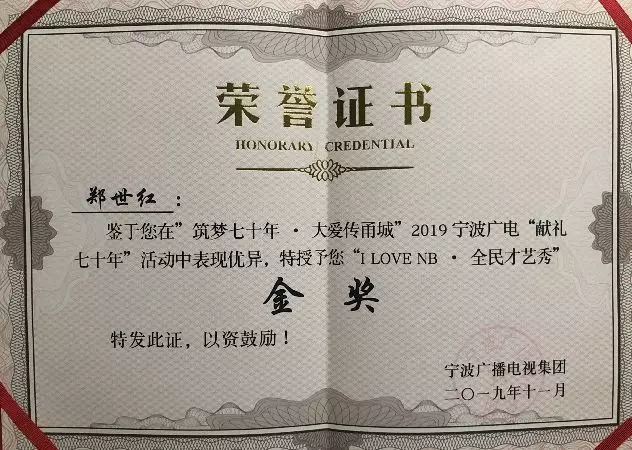 荣誉证书
HONORARY CREDENTIAL
郑世红：
鉴于您在”筑梦七十年·大爱传甬城”2019宁波广电“献礼
七十年”活动中表现优异，特授予您“I LOVE NB·全民才艺秀”
金奖
特发此证，以资鼓励！
宁波广播电视集团
二〇一九年十一月